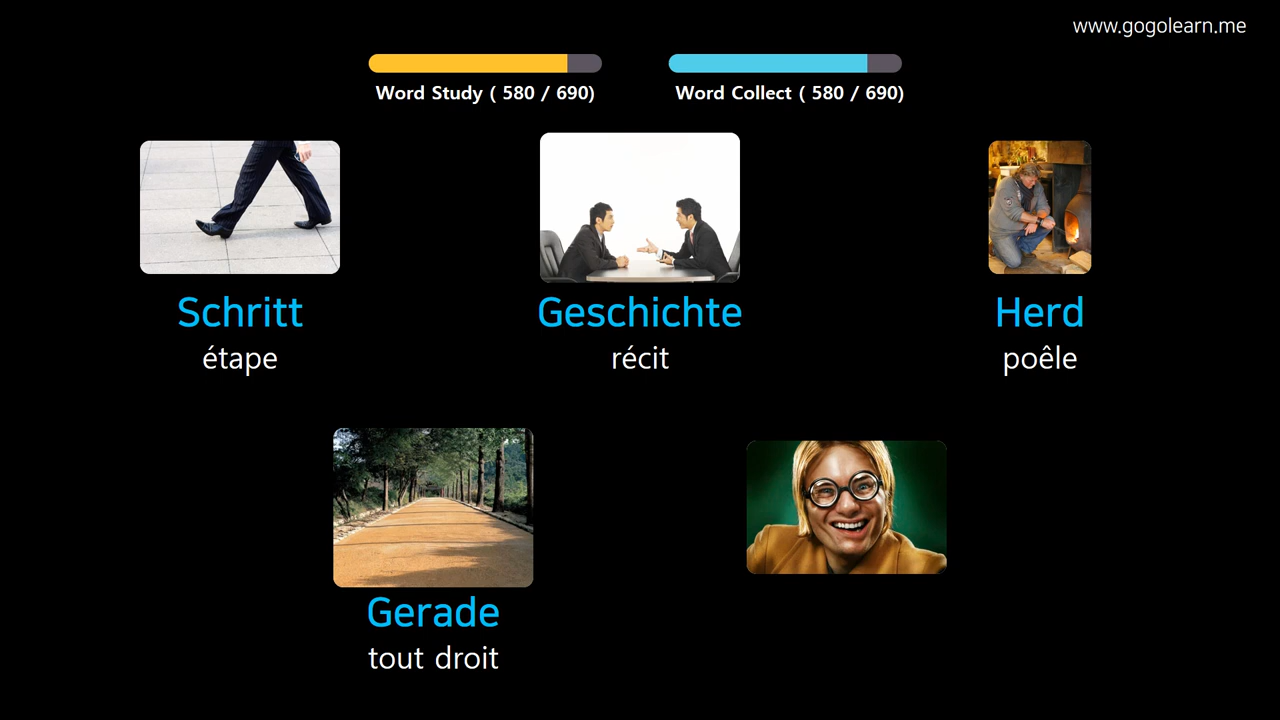 www.gogolearn.me
Word Study ( 580 / 690)
Word Collect ( 580 / 690)
Schritt
étape
Geschichte
récit
Herd
poêle
Gerade
tout droit